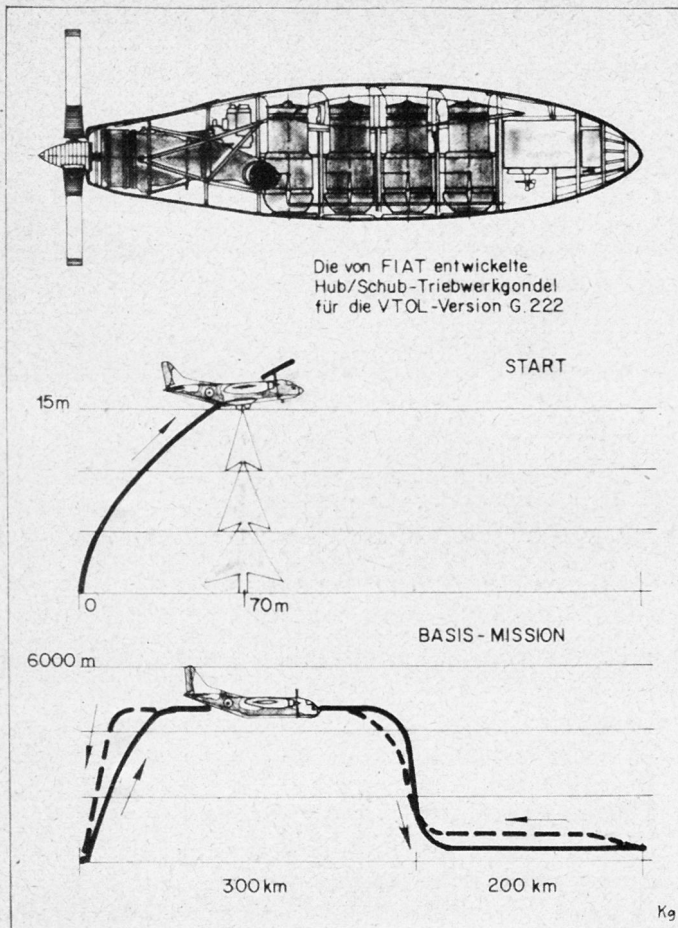 Die von FIAT entwickelte
Hub/Schub-Triebwerkgondel
für die VTOL-Version G.222
START
15m
0
70m
BASIS-MISSION
6000 m
300 km
200 km
Kg